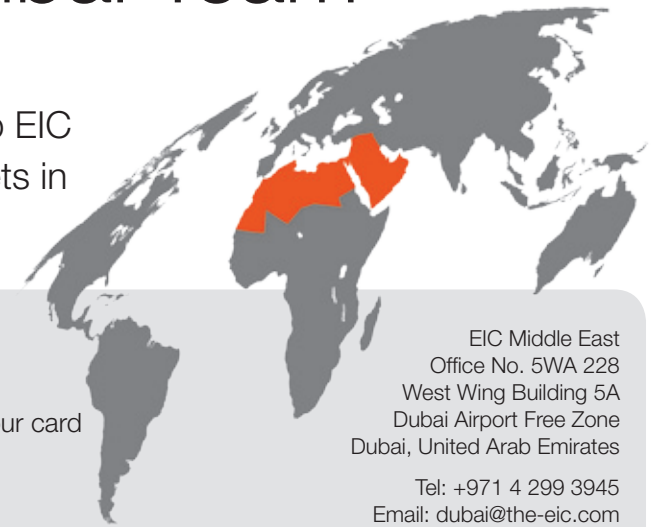 EIC
ts in
ur card
EIC Middle East
Office No. 5WA 228
West Wing Building 5A
Dubai Airport Free Zone
Dubai, United Arab Emirates
Tel: +971 4 299 3945
Email: dubai@the-eic.com